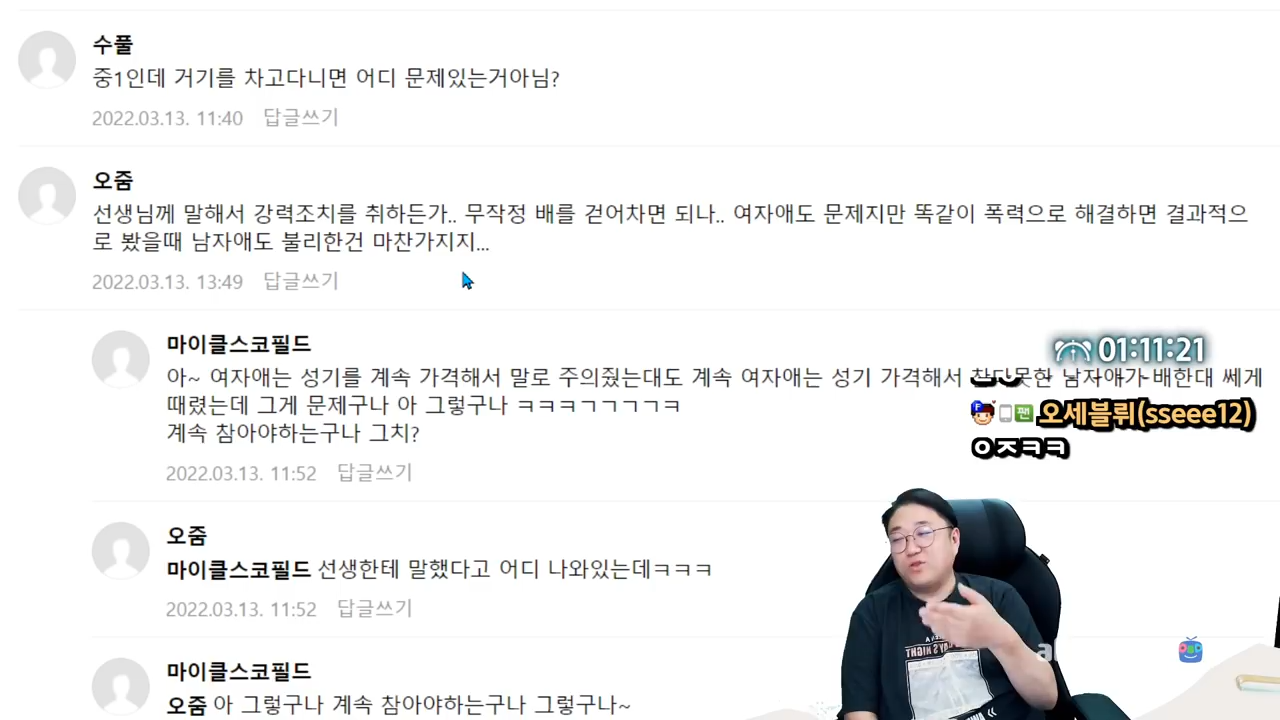 수풀
중1인데 거기를 차고다니면 어디 문제있는거아님?
2022.03.13. 11:40 답글쓰기
오줌
선생님께 말해서 강력조치를 취하든가.. 무작정 배를 걷어차면 되나.. 여자애도 문제지만 똑같이 폭력으로 해결하면 결과적으
로 봤을때 남자애도 불리한건 마찬가지지...
2022.03.13. 13:49 답글쓰기
마이클스코필드
01:11:21
아~ 여자애는 성기를 계속 가격해서 말로 주의줬는대도 계속 여자애는 성기 가격해서 참다못한 남자애가 배한대 쎄게
때렸는데 그게 문제구나 아 그렇구나 ㅋㅋㅋㄱㄱㄱㄱㅋ
오세블뤼(sseee12)
계속 참아야하는구나 그치?
ㅇㅈㅋㅋ
2022.03.13. 11:52 답글쓰기
오줌
마이클스코필드 선생한테 말했다고 어디 나와있는데ㅋㅋㅋ
2022.03.13. 11:52 답글쓰기
마이클스코필드
오줌 아 그렇구나 계속 참아야하는구나 그렇구나~